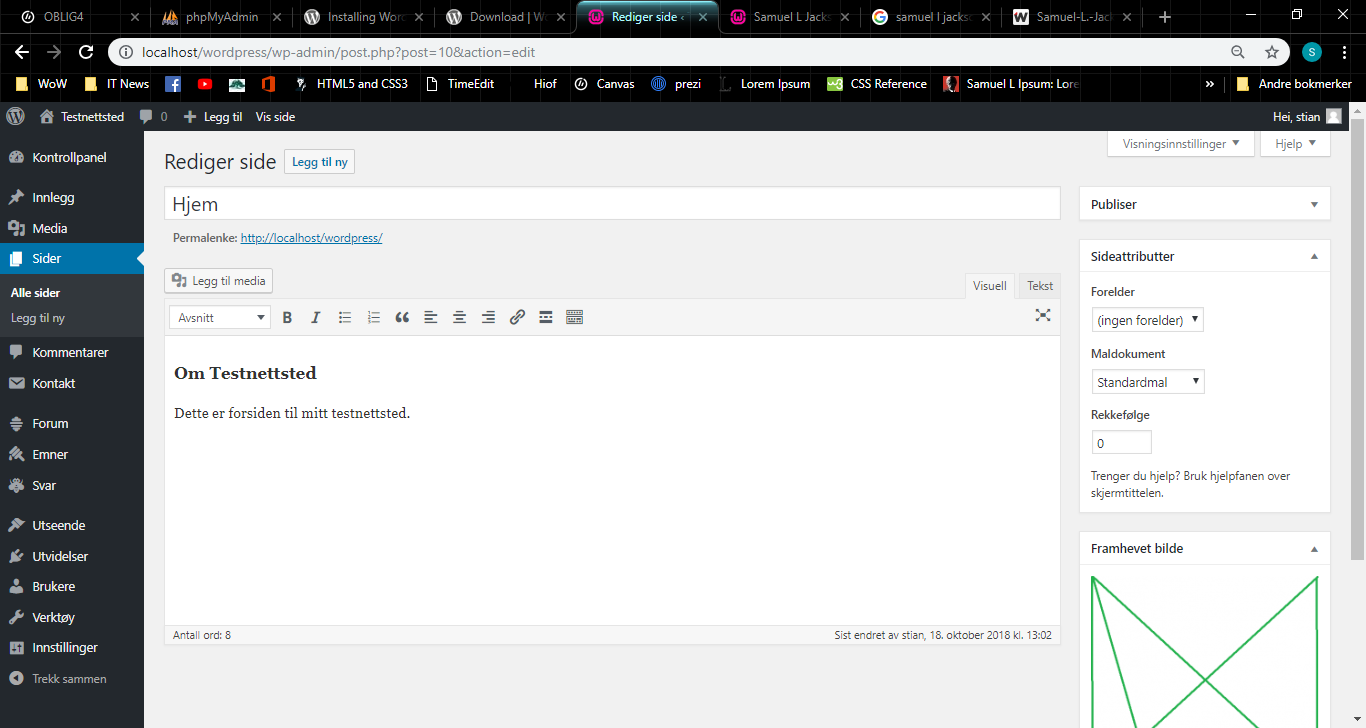 OBLIG4
phpMyAdmin
Installing Wor
Download | W
Rediger side ‹
Samuel L Jacks
samuel l jackso
Samuel-L.-Jack
localhost/wordpress/wp-admin/post.php?post=10&action=edit
S
WoW
IT News
HTML5 and CSS3
TimeEdit
Hiof
Canvas
prezi
Lorem Ipsum
CSS Reference
Samuel L Ipsum: Lore
»
Andre bokmerker
Testnettsted
0
Legg til
Vis side
Hei, stian
Kontrollpanel
Innlegg
Media
Sider
Alle sider
Legg til ny
Kommentarer
Kontakt
Forum
Emner
Svar
Utseende
Utvidelser
Brukere
Verktøy
Innstillinger
Trekk sammen
Visningsinnstillinger
Hjelp
Rediger side
Legg til ny
Hjem
Permalenke: http://localhost/wordpress/
Legg til media
Visuell
Tekst
Avsnitt
B
I
Om Testnettsted
Dette er forsiden til mitt testnettsted.
Antall ord: 8
Sist endret av stian, 18. oktober 2018 kl. 13:02
Publiser
Sideattributter
Forelder
(ingen forelder)
Maldokument
Standardmal
Rekkefølge
0
Trenger du hjelp? Bruk hjelpfanen over
skjermtittelen.
Framhevet bilde